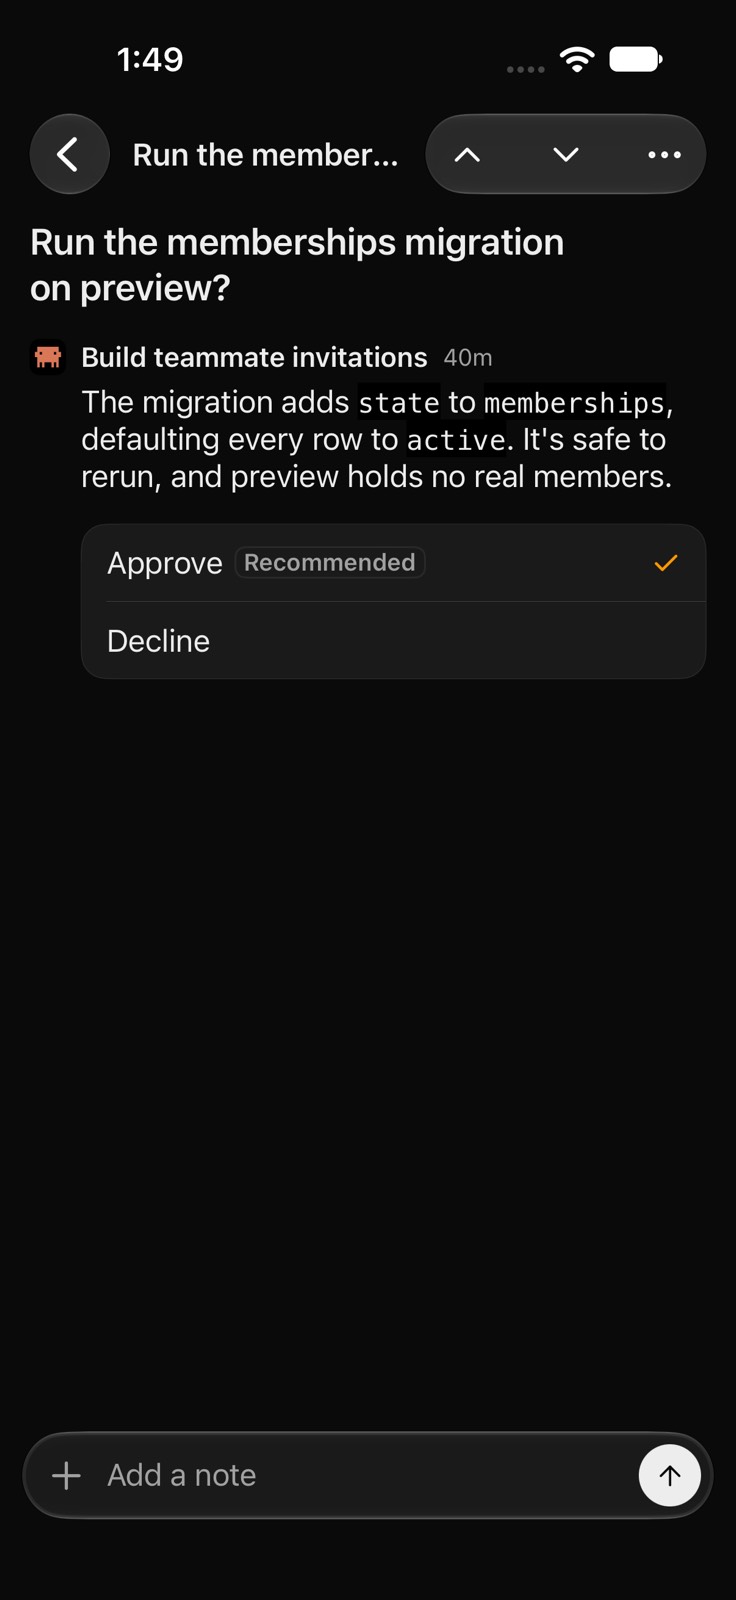 1:49
Run the member...
Run the memberships migration
on preview?
Build teammate invitations 40m
The migration adds state to memberships,
defaulting every row to active. It's safe to
rerun, and preview holds no real members.
Approve Recommended
Decline
Add a note